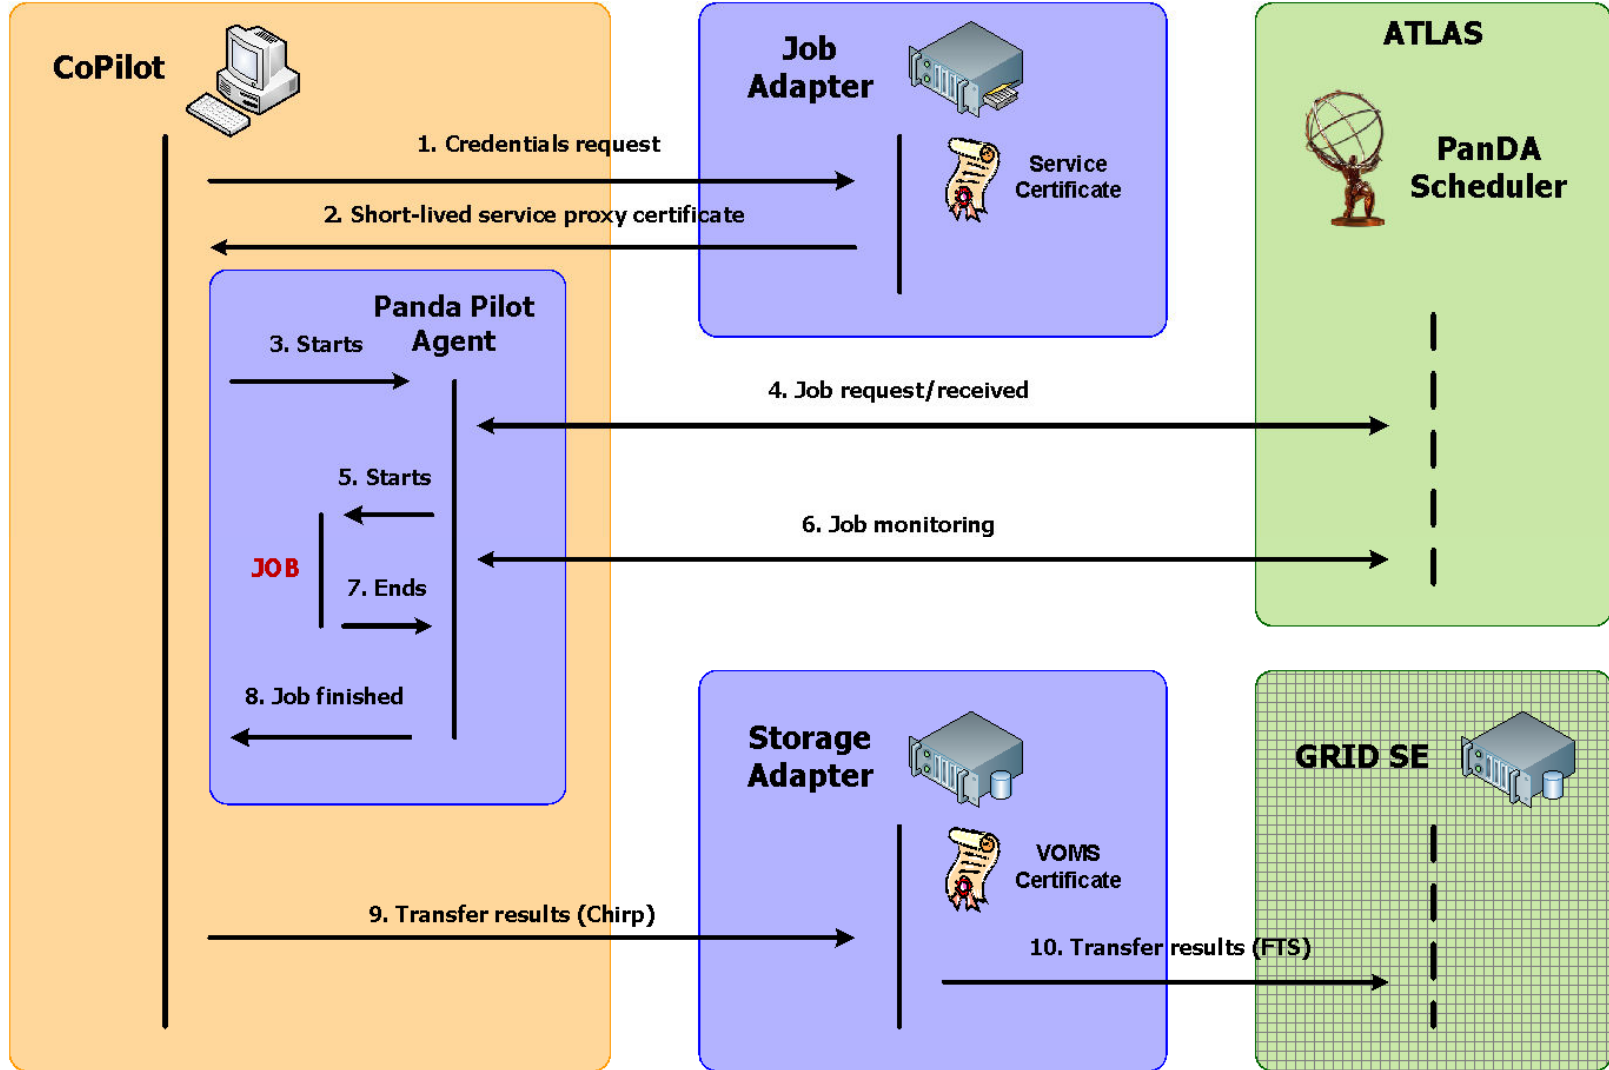 CoPilot
Job
Adapter
ATLAS
PanDA
Scheduler
1. Credentials request
Service
Certificate
2. Short-lived service proxy certificate
Panda Pilot
Agent
3. Starts
4. Job request/received
5. Starts
6. Job monitoring
JOB
7. Ends
8. Job finished
Storage
Adapter
GRID SE
VOMS
Certificate
9. Transfer results (Chirp)
10. Transfer results (FTS)